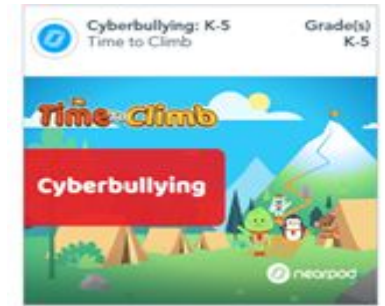 Cyberbullying: K-5
Time to Climb
Grade(s)
K-5
Time to Climb
Cyberbullying
nearpod